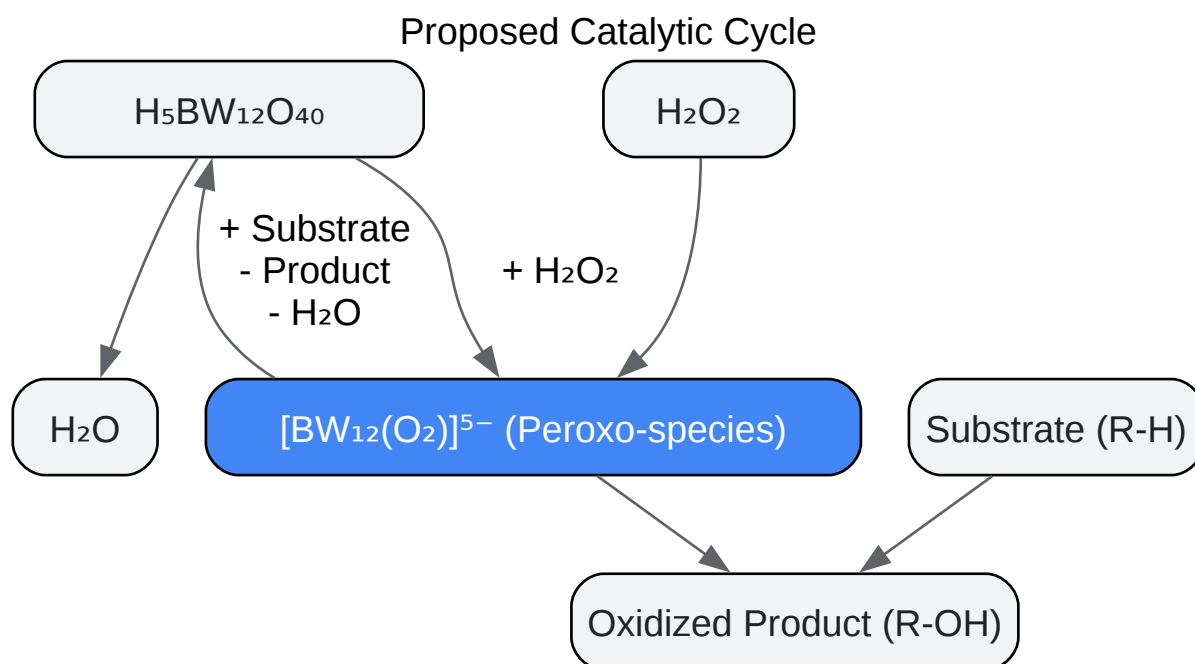 Proposed Catalytic Cycle
H₅BW₁₂O₄₀
H₂O₂
+ Substrate
- Product
- H₂O
+ H₂O₂
H₂O
[BW₁₂(O₂)]⁵⁻ (Peroxo-species)
Substrate (R-H)
Oxidized Product (R-OH)